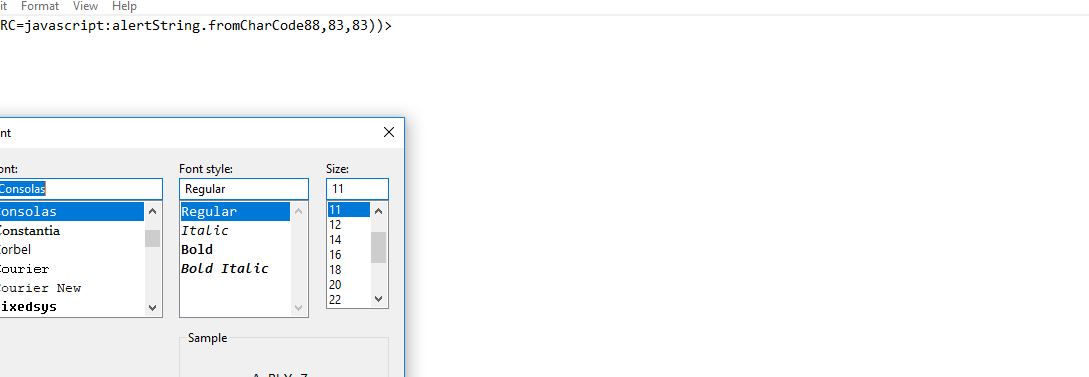 it Format View Help
RC=javascript:alertString.fromCharCode88,83,83))>
nt
ont: Font style: Size:
Consolas Regular 11
onsolas Regular 11
onstantia Italic 12
orbel Bold 14
ourier Bold Italic 16
ourier New 18
ixedsys 20
22
Sample